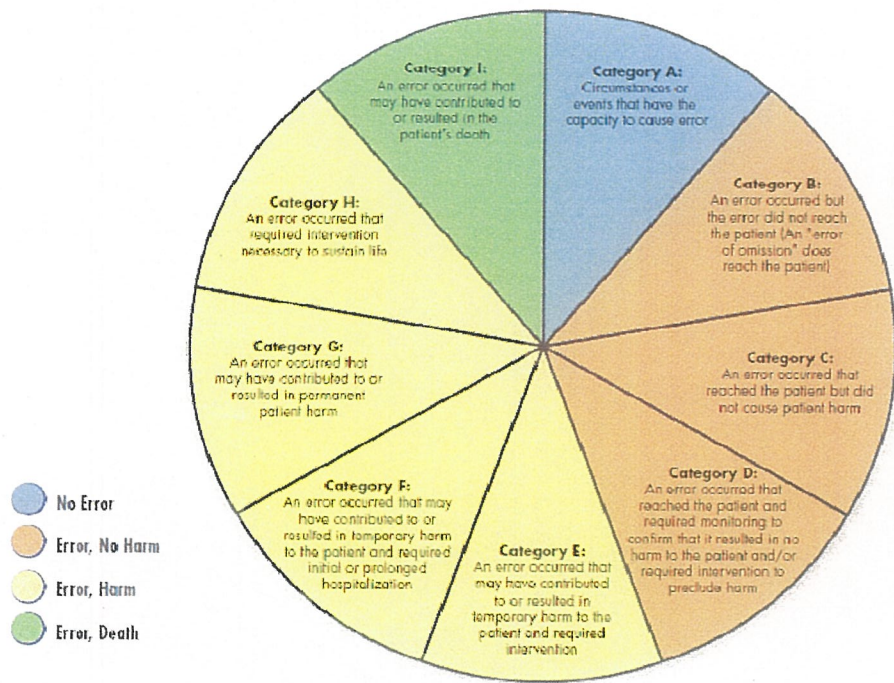 Category I:
An error occurred that
may have contributed to
or resulted in the
patient's death
Category A:
Circumstances or
events that have the
capacity to cause error
Category B:
An error occurred but
the error did not reach
the patient (An "error
of omission" does
reach the patient)
Category C:
An error occurred that
reached the patient but did
not cause patient harm
Category D:
An error occurred that
reached the patient and
required monitoring to
confirm that it resulted in no
harm to the patient and/or
required intervention to
preclude harm
Category E:
An error occurred that
may have contributed
to or resulted in
temporary harm to the
patient and required
intervention
Category F:
An error occurred that may
have contributed to or
resulted in temporary harm
to the patient and required
initial or prolonged
hospitalization
Category G:
An error occurred that
may have contributed to or
resulted in permanent
patient harm
Category H:
An error occurred that
required intervention
necessary to sustain life
No Error
Error, No Harm
Error, Harm
Error, Death